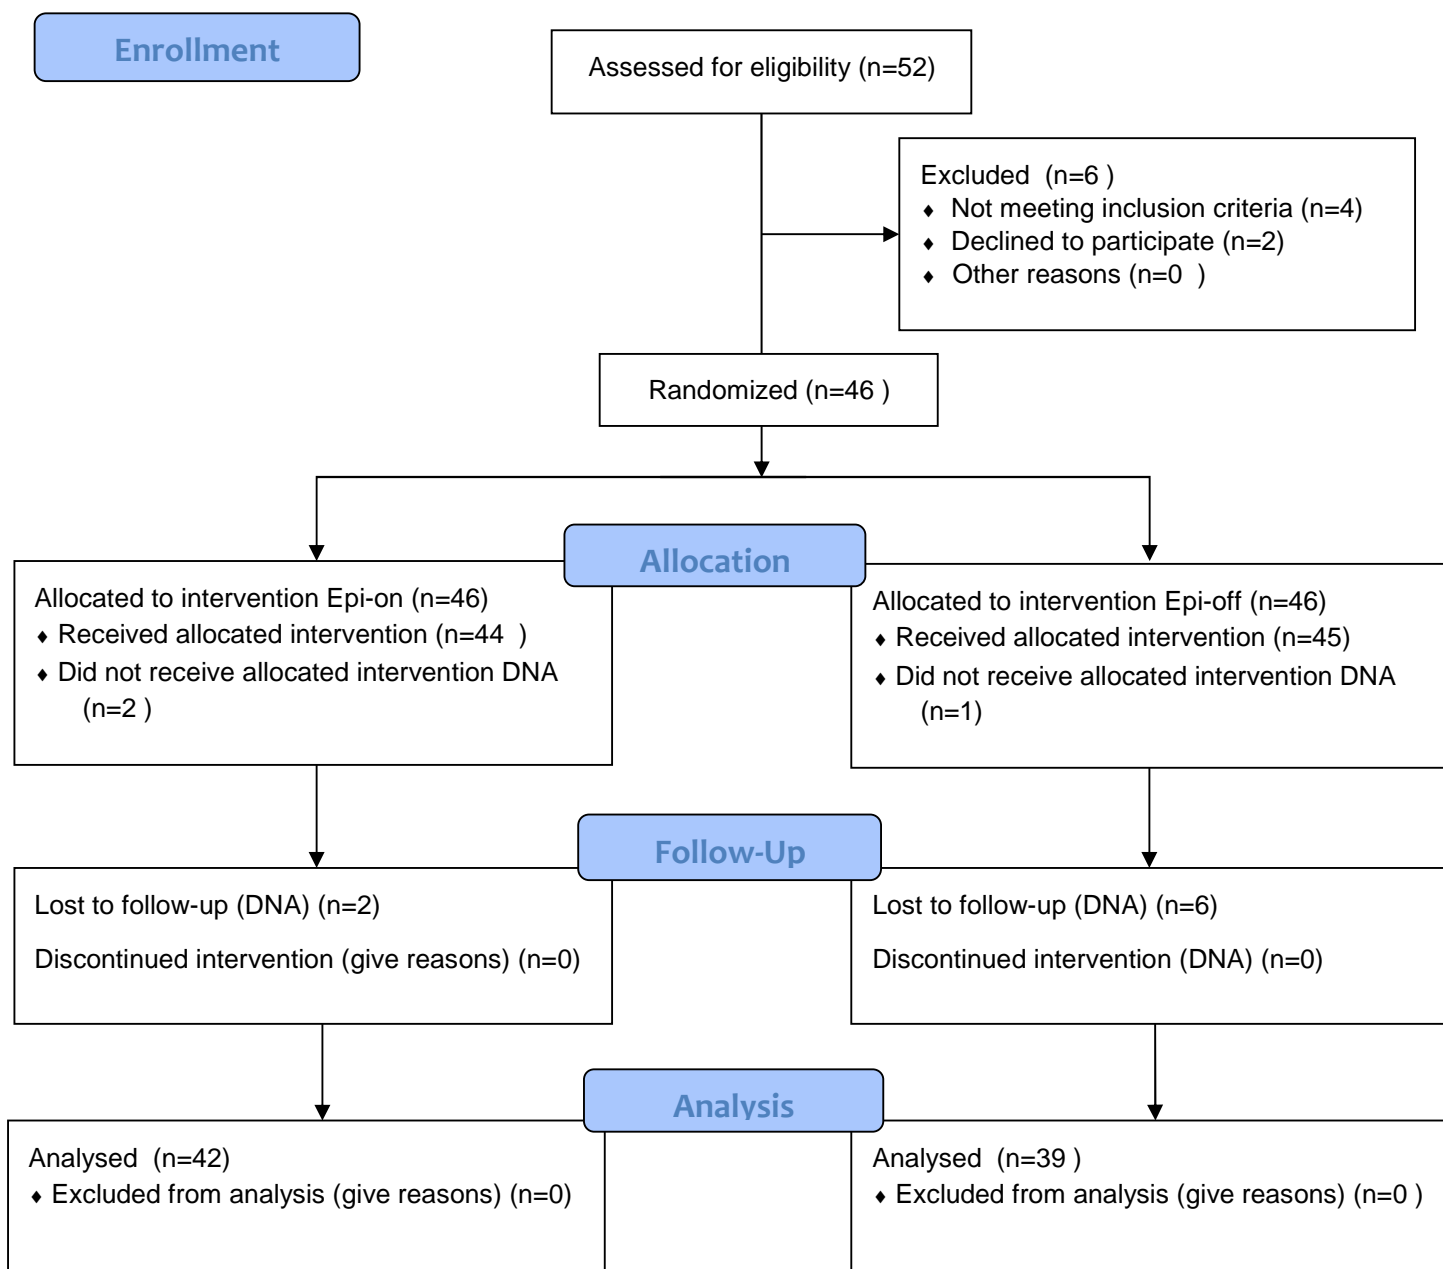 Enrollment
Assessed for eligibility (n=52)
Excluded (n=6 )
♦ Not meeting inclusion criteria (n=4)
♦ Declined to participate (n=2)
♦ Other reasons (n=0 )
Randomized (n=46 )
Allocation
Allocated to intervention Epi-on (n=46)
♦ Received allocated intervention (n=44 )
♦ Did not receive allocated intervention DNA
(n=2 )
Allocated to intervention Epi-off (n=46)
♦ Received allocated intervention (n=45)
♦ Did not receive allocated intervention DNA
(n=1)
Follow-Up
Lost to follow-up (DNA) (n=2)
Discontinued intervention (give reasons) (n=0)
Lost to follow-up (DNA) (n=6)
Discontinued intervention (DNA) (n=0)
Analysis
Analysed (n=42)
♦ Excluded from analysis (give reasons) (n=0)
Analysed (n=39 )
♦ Excluded from analysis (give reasons) (n=0 )